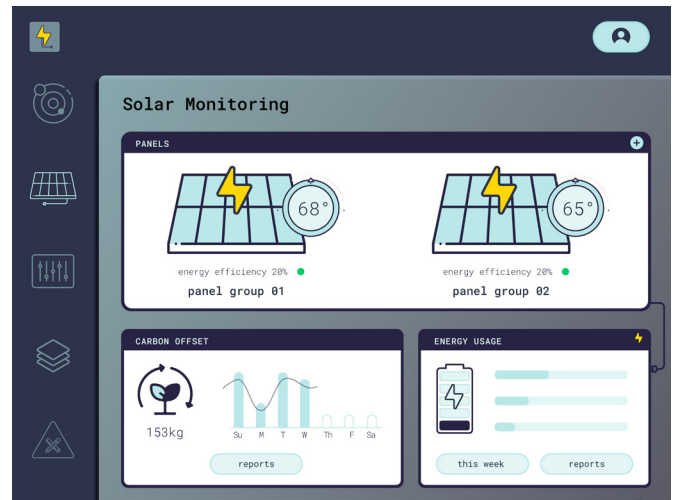 Solar Monitoring
PANELS
68°
65°
energy efficiency 20%
energy efficiency 20%
panel group 01
panel group 02
CARBON OFFSET
ENERGY USAGE
153kg
Su M T W Th F Sa
reports
this week
reports